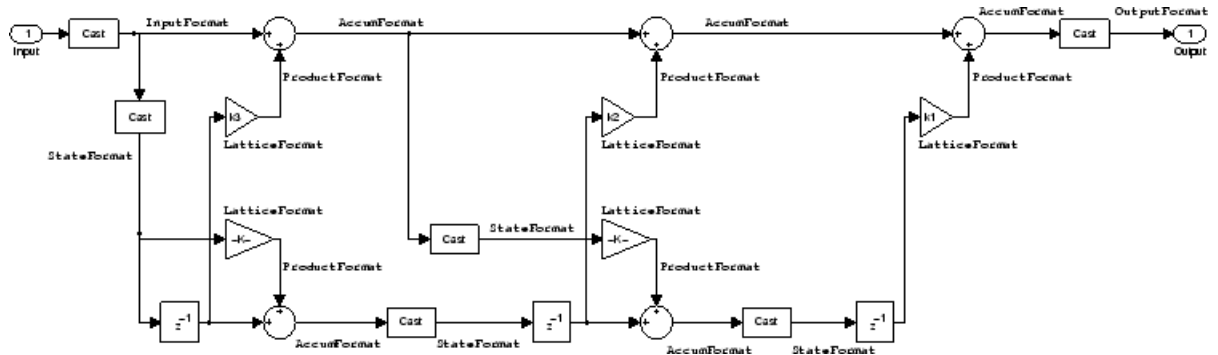 InputFormat
AccumFormat
AccumFormat
AccumFormat
OutputFormat
1
Input
Cast
Cast
1
Output
ProductFormat
ProductFormat
ProductFormat
Cast
k3
k2
k1
LatticeFormat
LatticeFormat
LatticeFormat
StateFormat
LatticeFormat
LatticeFormat
-K-
Cast
StateFormat
-K-
ProductFormat
ProductFormat
z-1
Cast
z-1
Cast
z-1
AccumFormat
StateFormat
AccumFormat
StateFormat